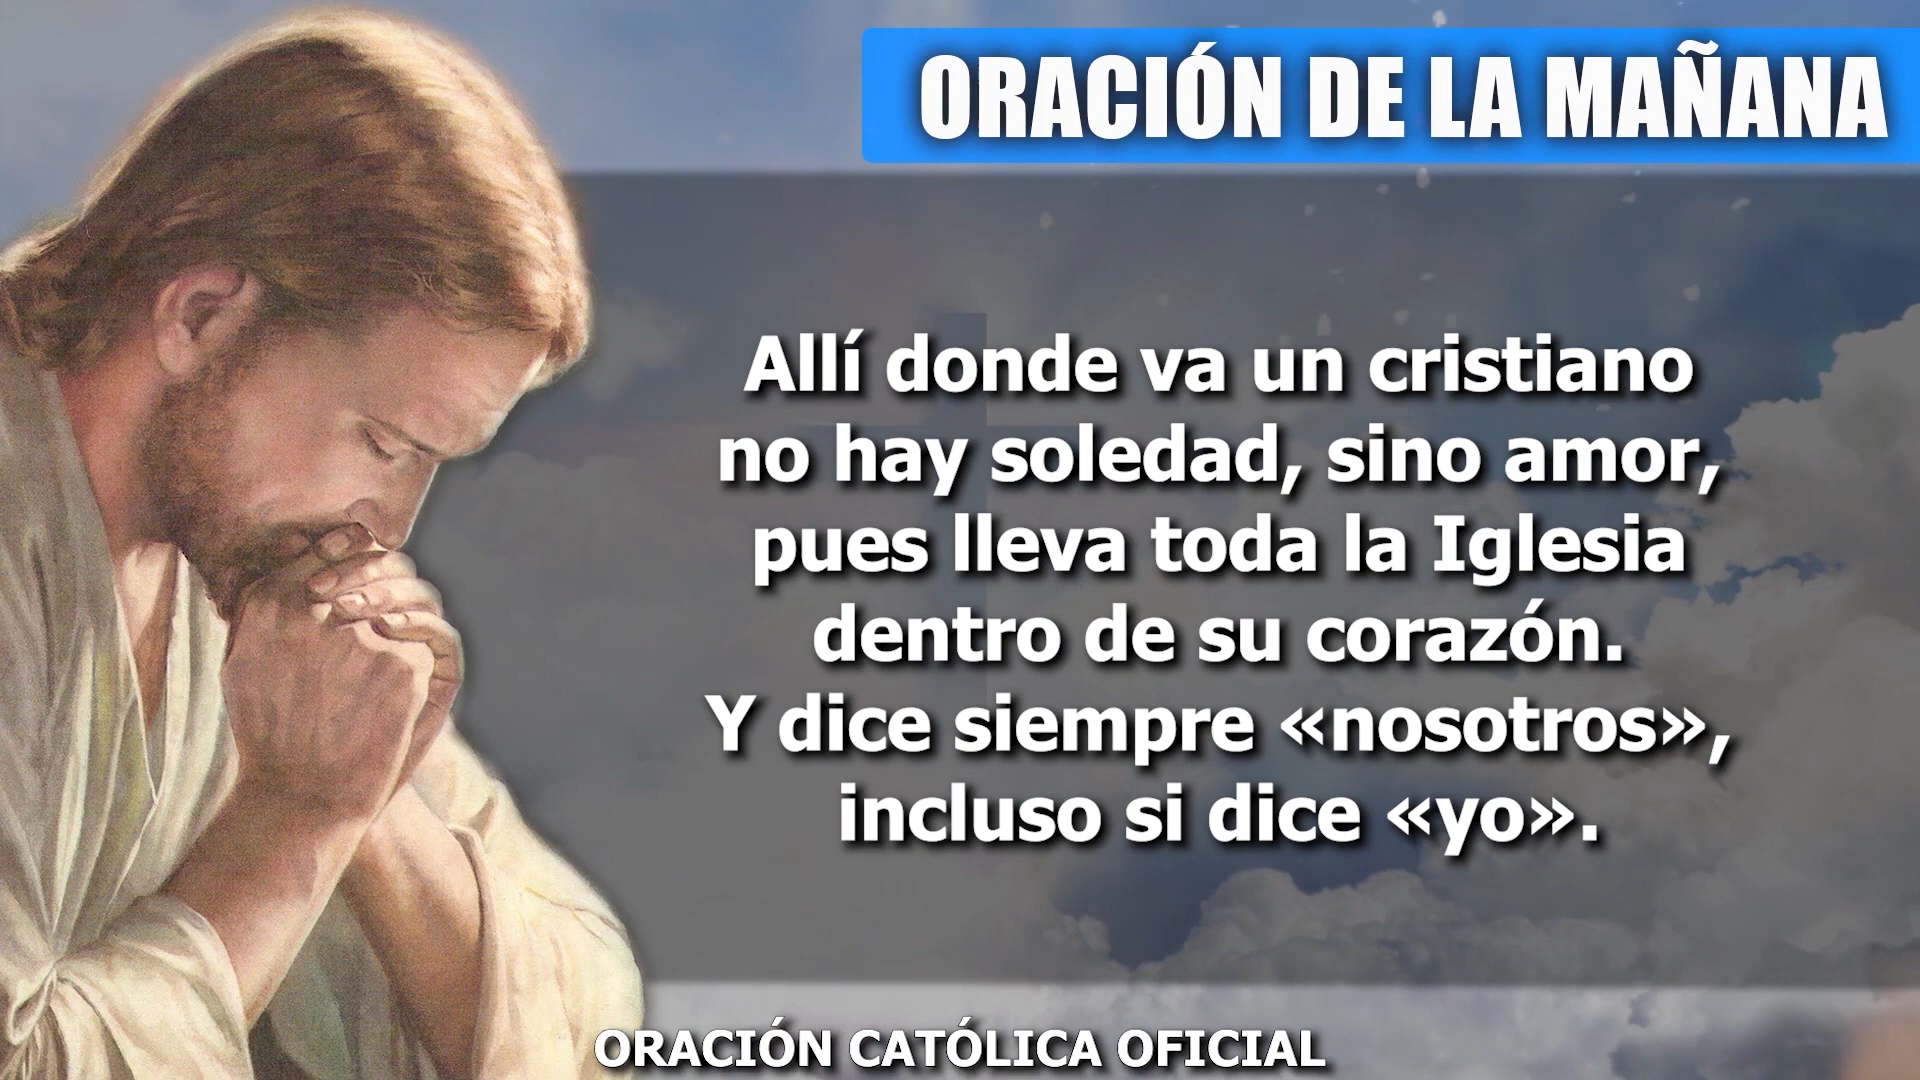 ORACIÓN DE LA MAÑANA
Allí donde va un cristiano
no hay soledad, sino amor,
pues lleva toda la Iglesia
dentro de su corazón.
Y dice siempre «nosotros»,
incluso si dice «yo».
ORACIÓN CATÓLICA OFICIAL